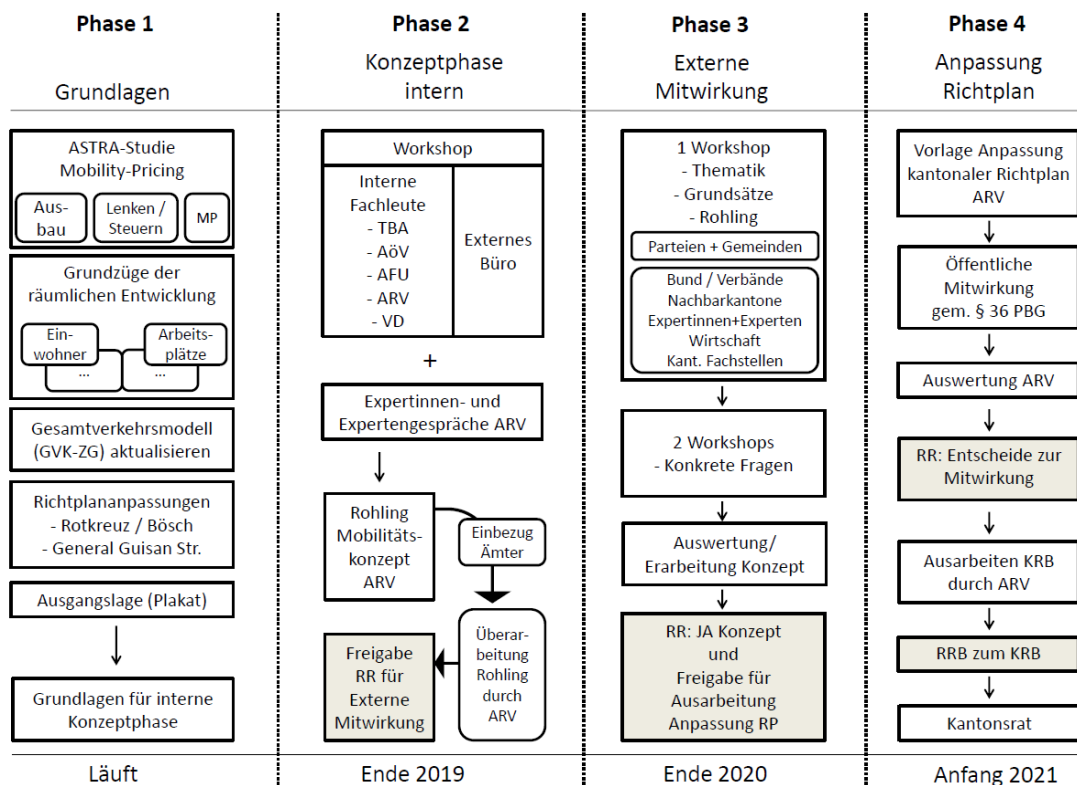 Phase 1
Grundlagen
ASTRA-Studie
Mobility-Pricing
Aus-
bau
Lenken /
Steuern
MP
Grundzüge der
räumlichen Entwicklung
Ein-
wohner
...
Arbeits-
plätze
...
Gesamtverkehrsmodell
(GVK-ZG) aktualisieren
Richtplananpassungen
- Rotkreuz / Bösch
- General Guisan Str.
Ausgangslage (Plakat)
Grundlagen für interne
Konzeptphase
Läuft
Phase 2
Konzeptphase
intern
Workshop
Interne
Fachleute
- TBA
- AöV
- AFU
- ARV
- VD
Externes
Büro
+
Expertinnen- und
Expertengespräche ARV
Rohling
Mobilitäts-
konzept
ARV
Einbezug
Ämter
Überar-
beitung
Rohling
durch
ARV
Freigabe
RR für
Externe
Mitwirkung
Ende 2019
Phase 3
Externe
Mitwirkung
1 Workshop
- Thematik
- Grundsätze
- Rohling
Parteien + Gemeinden
Bund / Verbände
Nachbarkantone
Expertinnen+Experten
Wirtschaft
Kant. Fachstellen
2 Workshops
- Konkrete Fragen
Auswertung/
Erarbeitung Konzept
RR: JA Konzept
und
Freigabe für
Ausarbeitung
Anpassung RP
Ende 2020
Phase 4
Anpassung
Richtplan
Vorlage Anpassung
kantonaler Richtplan
ARV
Öffentliche
Mitwirkung
gem. § 36 PBG
Auswertung ARV
RR: Entscheide zur
Mitwirkung
Ausarbeiten KRB
durch ARV
RRB zum KRB
Kantonsrat
Anfang 2021